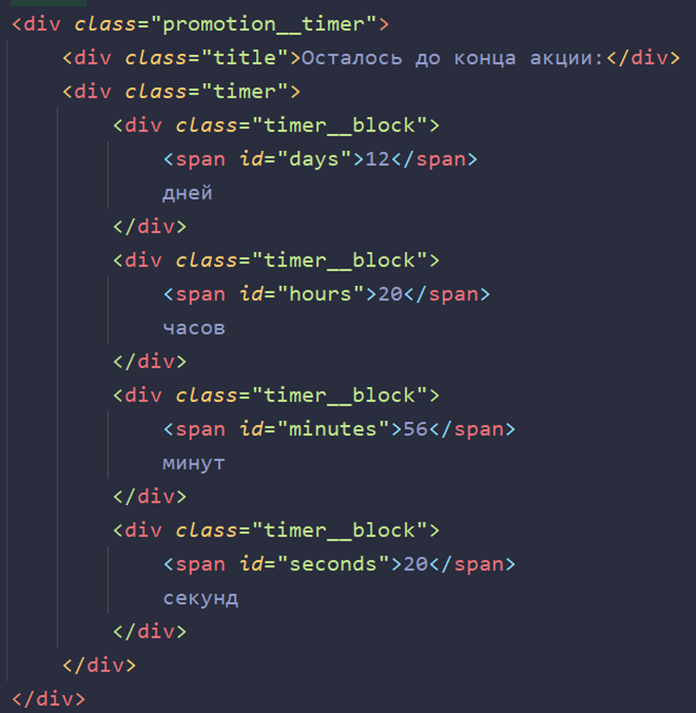 <div class="promotion__timer">
<div class="title">Осталось до конца акции:</div>
<div class="timer">
<div class="timer__block">
<span id="days">12</span>
дней
</div>
<div class="timer__block">
<span id="hours">20</span>
часов
</div>
<div class="timer__block">
<span id="minutes">56</span>
минут
</div>
<div class="timer__block">
<span id="seconds">20</span>
секунд
</div>
</div>
</div>